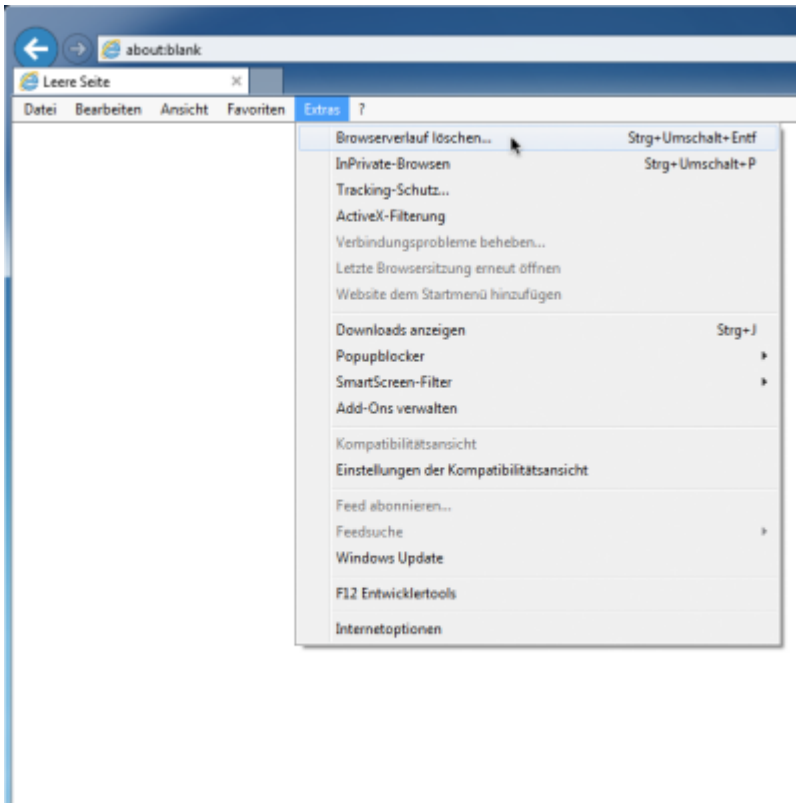 about:blank
Leere Seite
Datei Bearbeiten Ansicht Favoriten Extras ?
Browserverlauf löschen... Strg+Umschalt+Entf
InPrivate-Browsen Strg+Umschalt+P
Tracking-Schutz...
ActiveX-Filterung
Verbindungsprobleme beheben...
Letzte Browsersitzung erneut öffnen
Website dem Startmenü hinzufügen
Downloads anzeigen Strg+J
Popupblocker
SmartScreen-Filter
Add-Ons verwalten
Kompatibilitätsansicht
Einstellungen der Kompatibilitätsansicht
Feed abonnieren...
Feedsuche
Windows Update
F12 Entwicklertools
Internetoptionen